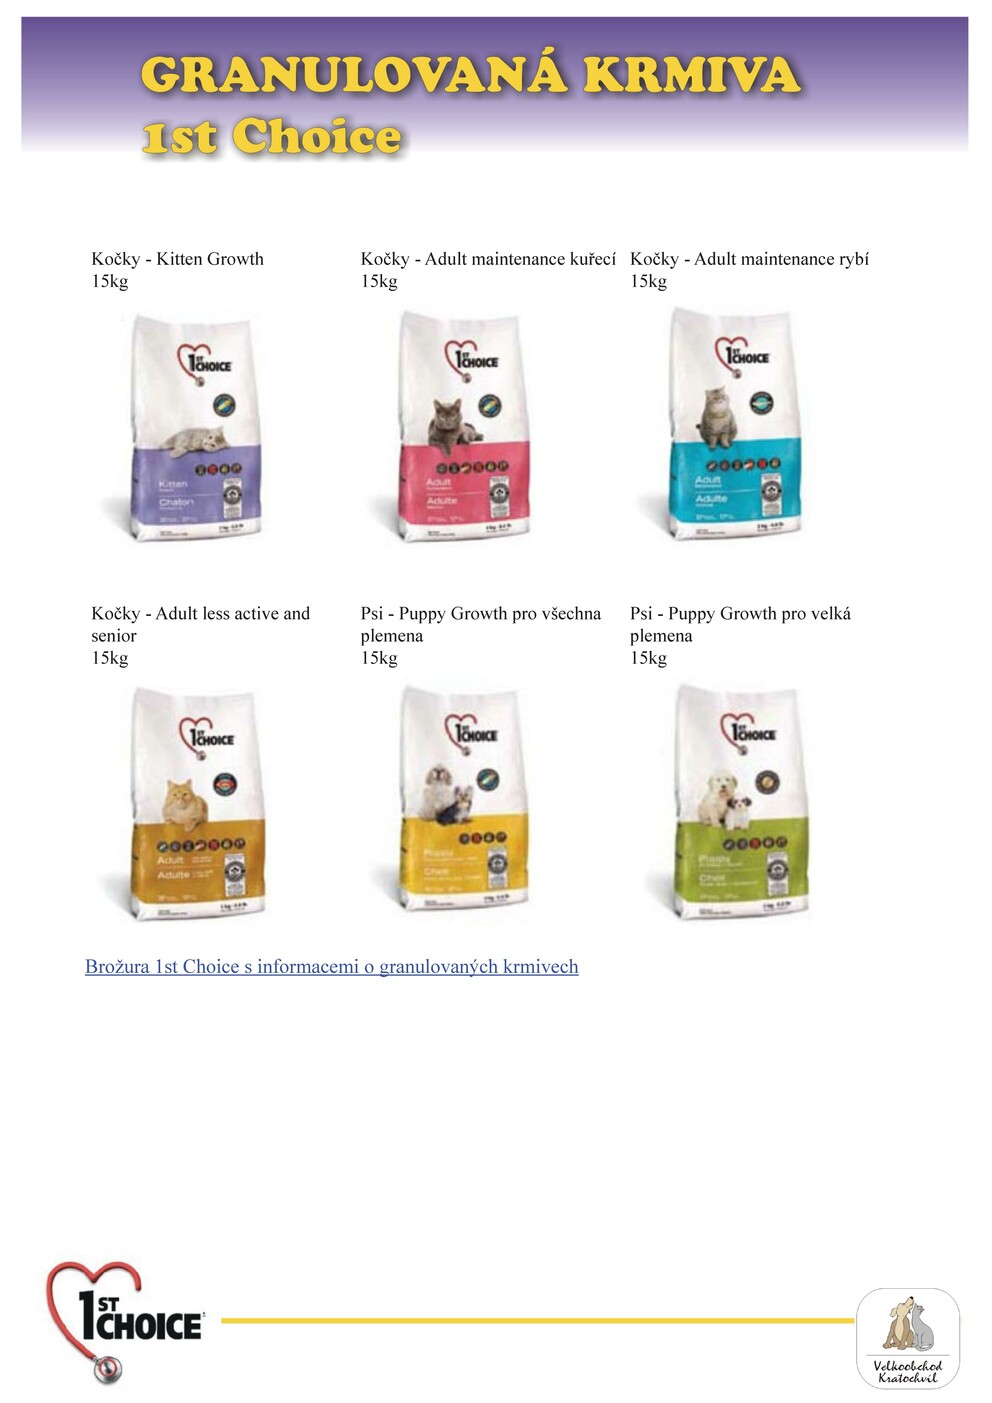 GRANULOVANÁ KRMIVA
1st Choice
Kočky - Kitten Growth
15kg
Kočky - Adult maintenance kuřecí
15kg
Kočky - Adult maintenance rybí
15kg
1ST CHOICE
Kitten
Chaton
1ST CHOICE
Adult
Adulte
1ST CHOICE
Adult
Adulte
Kočky - Adult less active and
senior
15kg
Psi - Puppy Growth pro všechna
plemena
15kg
Psi - Puppy Growth pro velká
plemena
15kg
1ST CHOICE
Adult
Adulte
1ST CHOICE
Puppy
Chiot
1ST CHOICE
Puppy
Chiot
Brožura 1st Choice s informacemi o granulovaných krmivech
1ST CHOICE
Velkoobchod
Kratochvíl